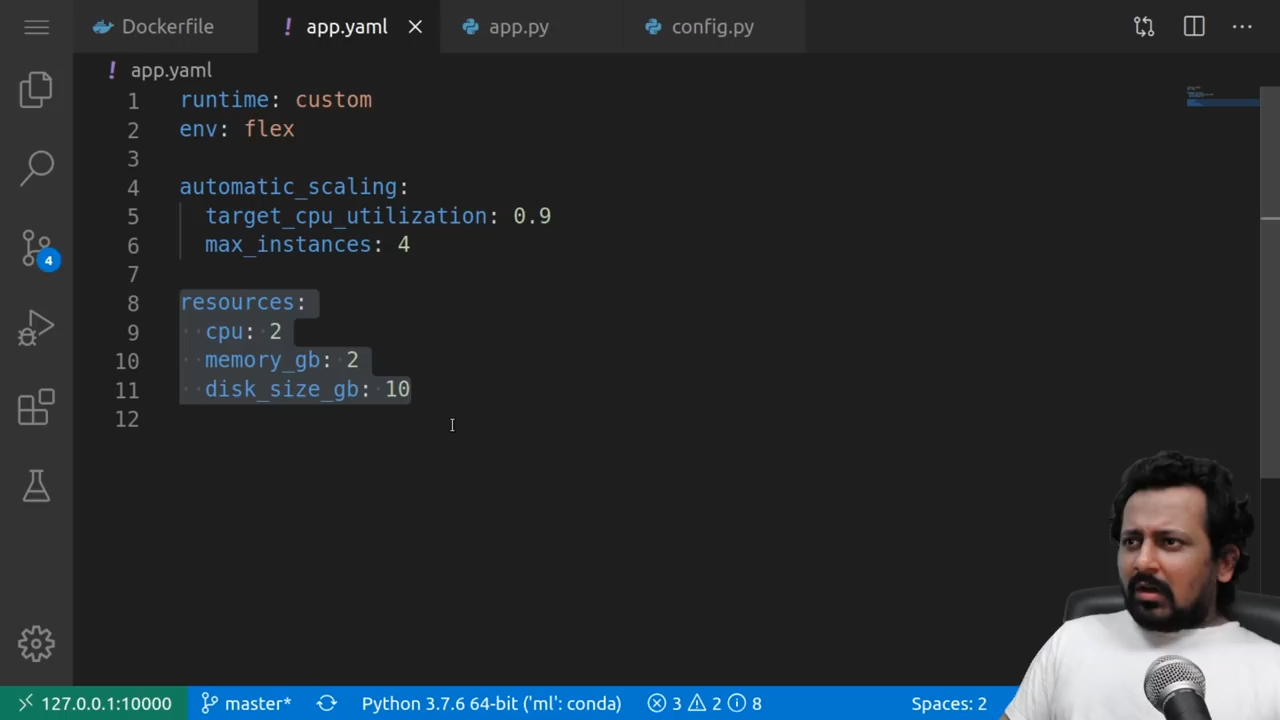 Dockerfile
! app.yaml
app.py
config.py
! app.yaml
1 runtime: custom
2 env: flex
3
4 automatic_scaling:
5 target_cpu_utilization: 0.9
6 max_instances: 4
7
8 resources:
9 cpu: 2
10 memory_gb: 2
11 disk_size_gb: 10
12
4
127.0.0.1:10000 master* Python 3.7.6 64-bit ('ml': conda) 3 2 8 Spaces: 2